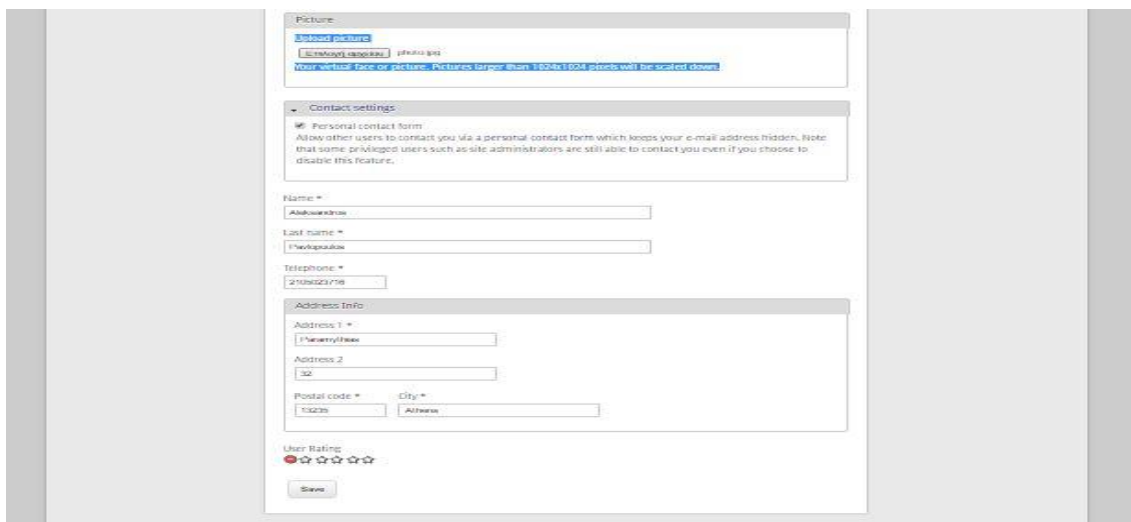 Picture
Upload picture
Επιλογή αρχείου photo.jpg
Your virtual face or picture. Pictures larger than 1024x1024 pixels will be scaled down.
Contact settings
Personal contact form
Allow other users to contact you via a personal contact form which keeps your e-mail address hidden. Note
that some privileged users such as site administrators are still able to contact you even if you choose to
disable this feature.
Name *
Aleksandros
Last name *
Pavlopoulos
Telephone *
2105023718
Address Info
Address 1 *
Paramythias
Address 2
32
Postal code * City *
13235 Athens
User Rating
Save